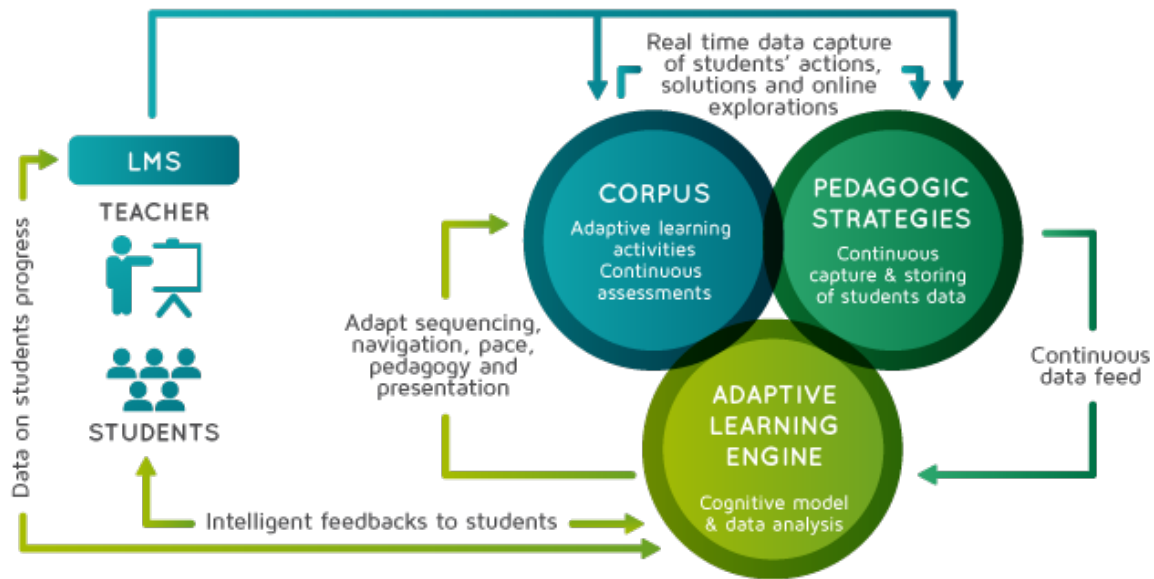 Real time data capture
of students' actions,
solutions and online
explorations
LMS
TEACHER
STUDENTS
Data on students progress
CORPUS
Adaptive learning
activities
Continuous
assessments
PEDAGOGIC
STRATEGIES
Continuous
capture & storing
of students data
Adapt sequencing,
navigation, pace,
pedagogy and
presentation
Continuous
data feed
ADAPTIVE
LEARNING
ENGINE
Cognitive model
& data analysis
Intelligent feedbacks to students